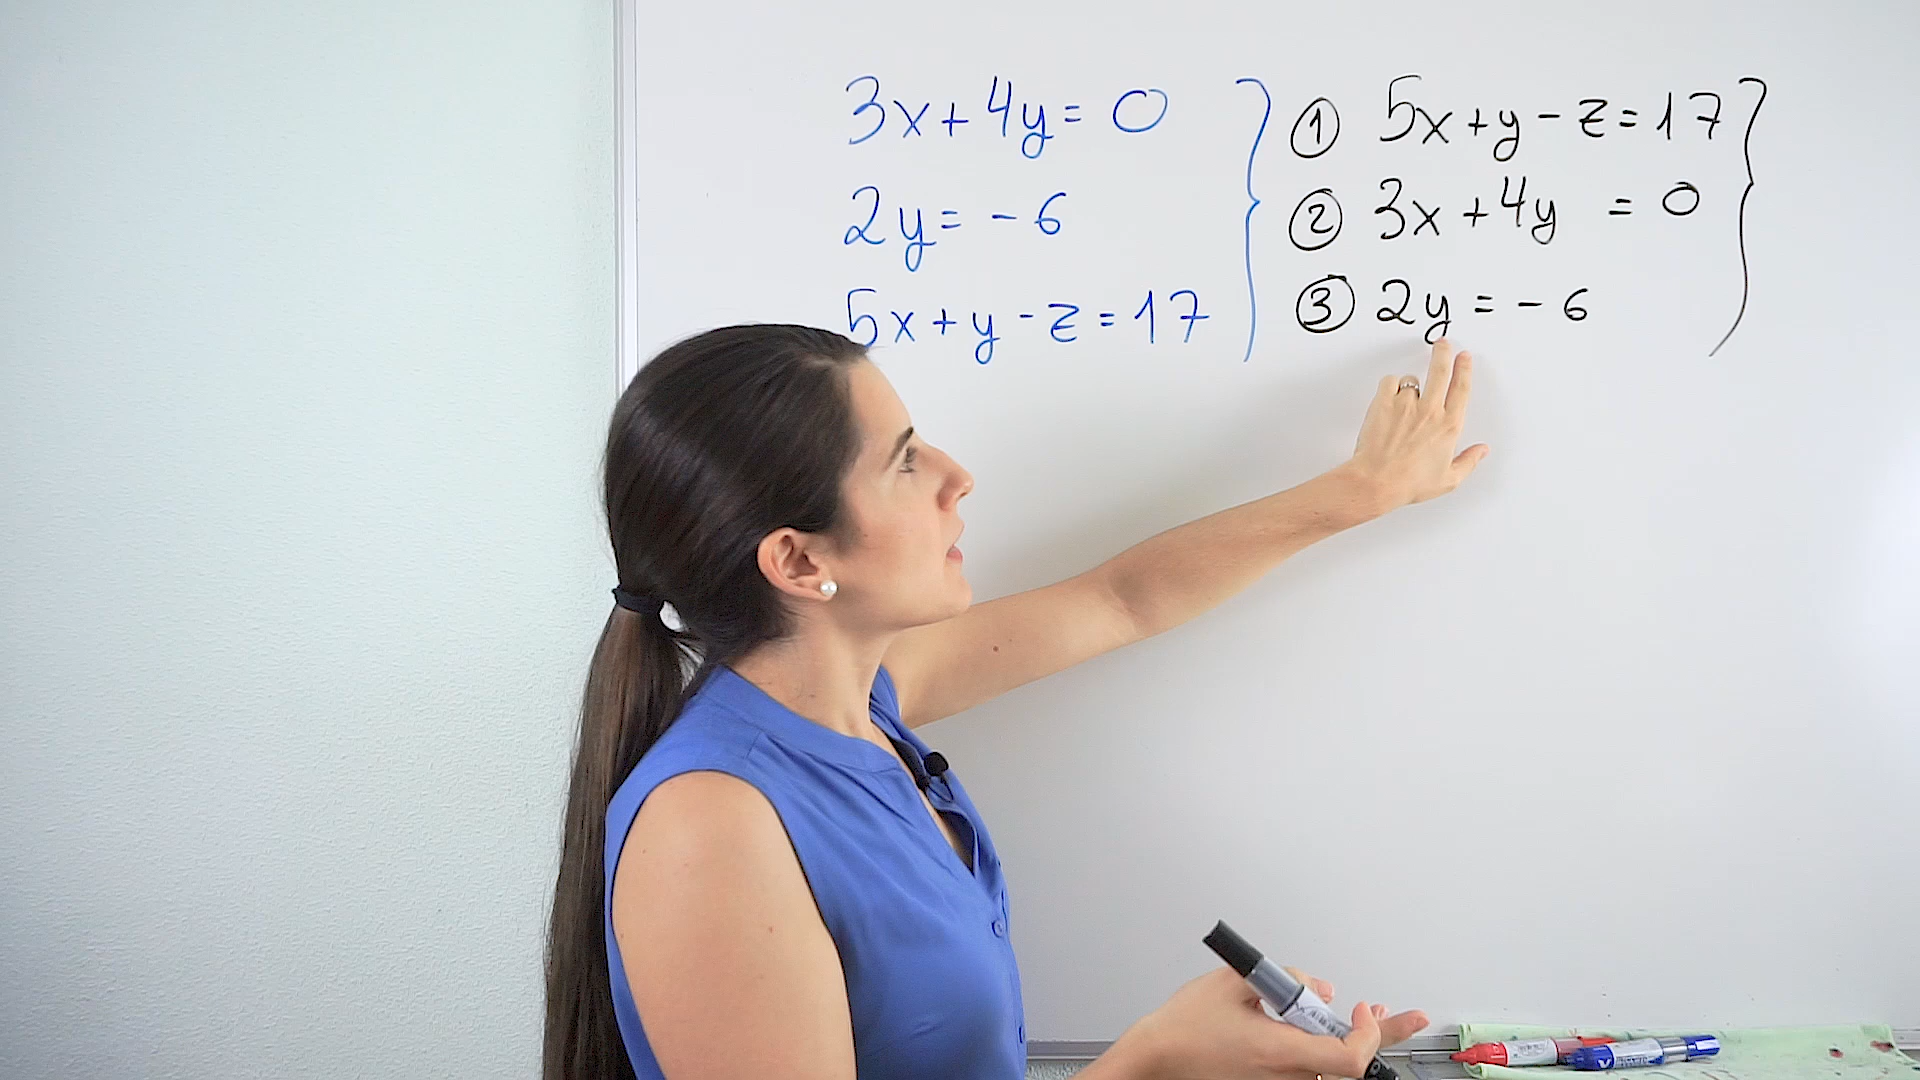 3x+4y=0
2y=-6
5x+y-z=17
① 5x+y-z=17
② 3x+4y =0
③ 2y=-6